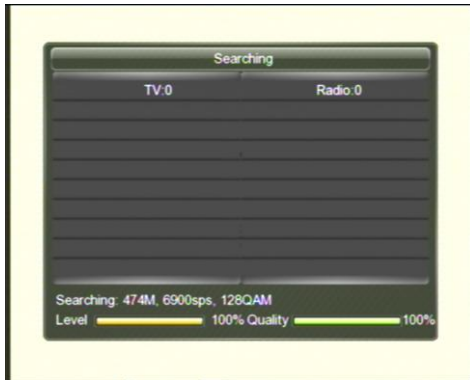 Searching
TV:0 Radio:0
Searching: 474M, 6900sps, 128QAM
Level 100% Quality 100%